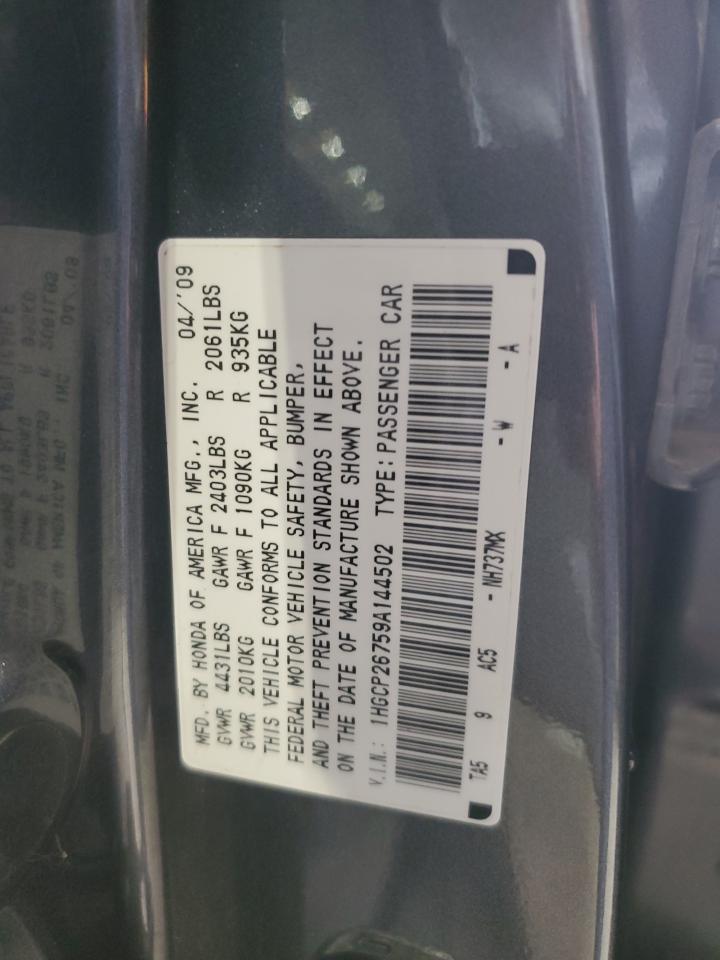 MFD. BY HONDA OF AMERICA MFG., INC. 04/'09
GVWR 4431LBS GAWR F 2403LBS R 2061LBS
GVWR 2010KG GAWR F 1090KG R 935KG
THIS VEHICLE CONFORMS TO ALL APPLICABLE
FEDERAL MOTOR VEHICLE SAFETY, BUMPER,
AND THEFT PREVENTION STANDARDS IN EFFECT
ON THE DATE OF MANUFACTURE SHOWN ABOVE.
V.I.N.: 1HGCP26759A144502 TYPE: PASSENGER CAR
TA5 9 AC5 - NH737MX - W - A